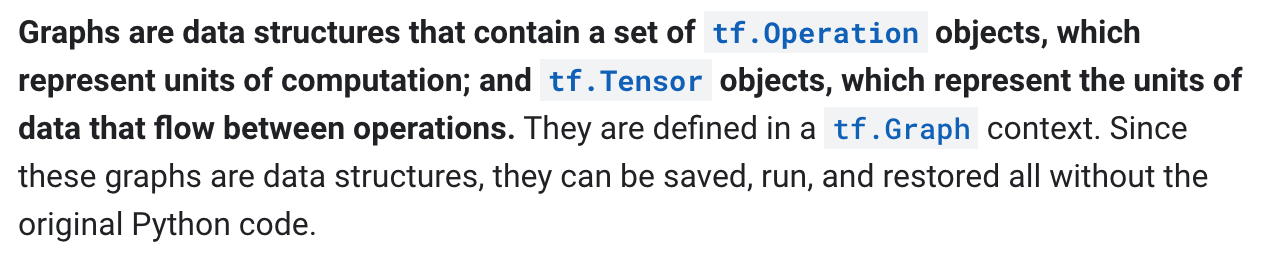 Graphs are data structures that contain a set of tf.Operation objects, which
represent units of computation; and tf.Tensor objects, which represent the units of
data that flow between operations. They are defined in a tf.Graph context. Since
these graphs are data structures, they can be saved, run, and restored all without the
original Python code.